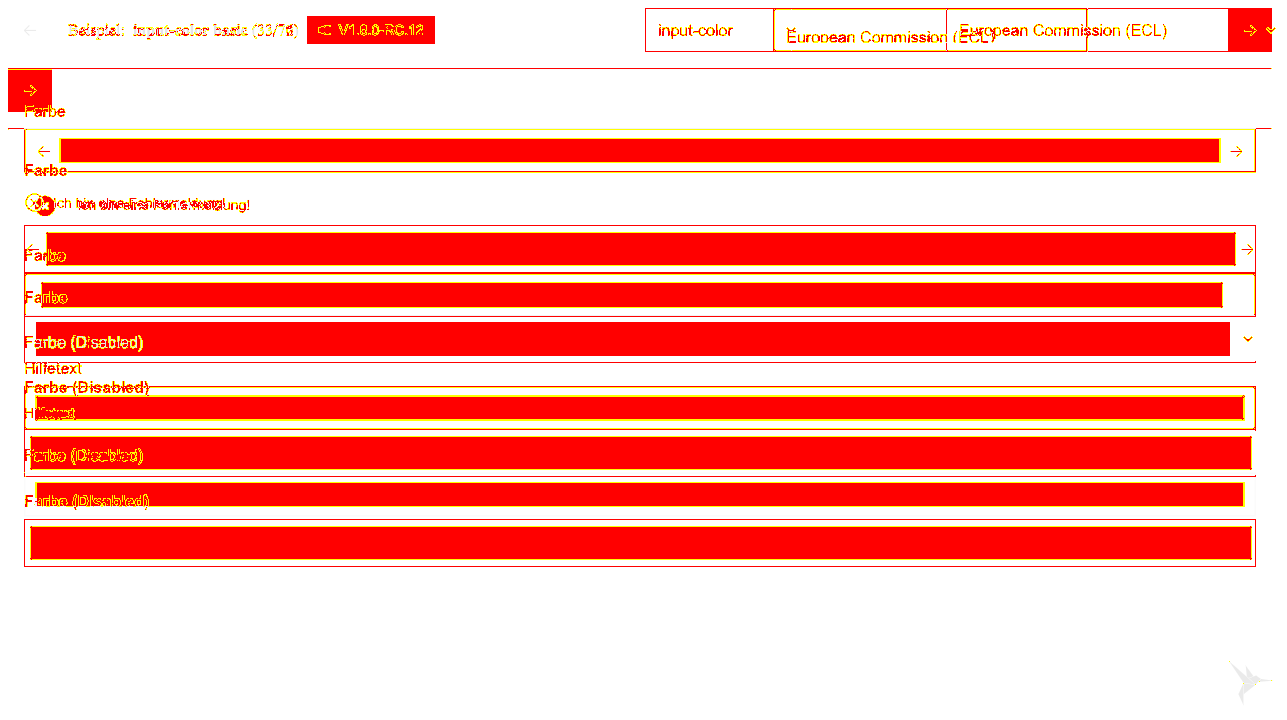 Beispiel: input-color basic (33/76) V1.6.0-RC.12 input-color European Commission (ECL) European Commission (ECL)
Farbe
Farbe
ich bin eine Fehlermeldung!
Farbe
Farbe
Farbe (Disabled)
Hilfetext
Farbe (Disabled)
Hilfetext
Farbe (Disabled)
Farbe (Disabled)